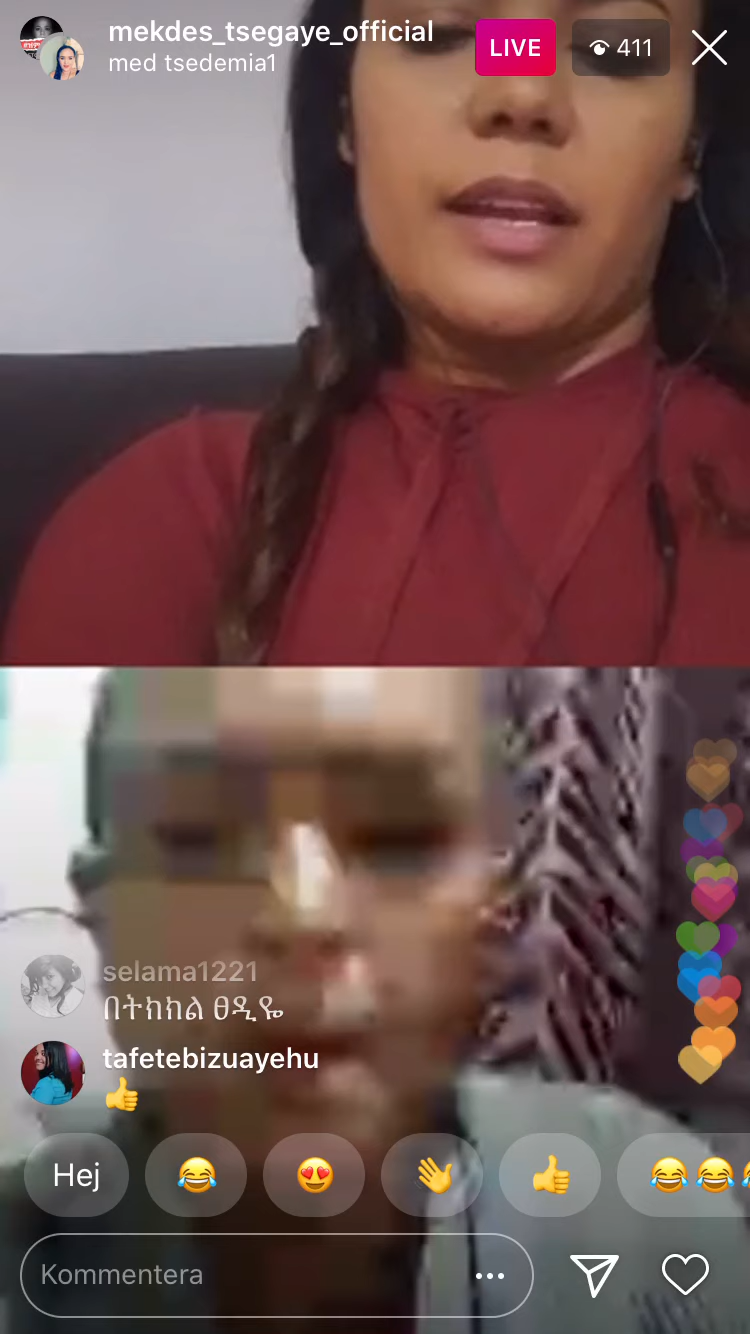 mekdes_tsegaye_official
med tsedemia1
LIVE
411
selama1221
በትክክል ፀዲዬ
tafetebizuayehu
Hej
Kommentera